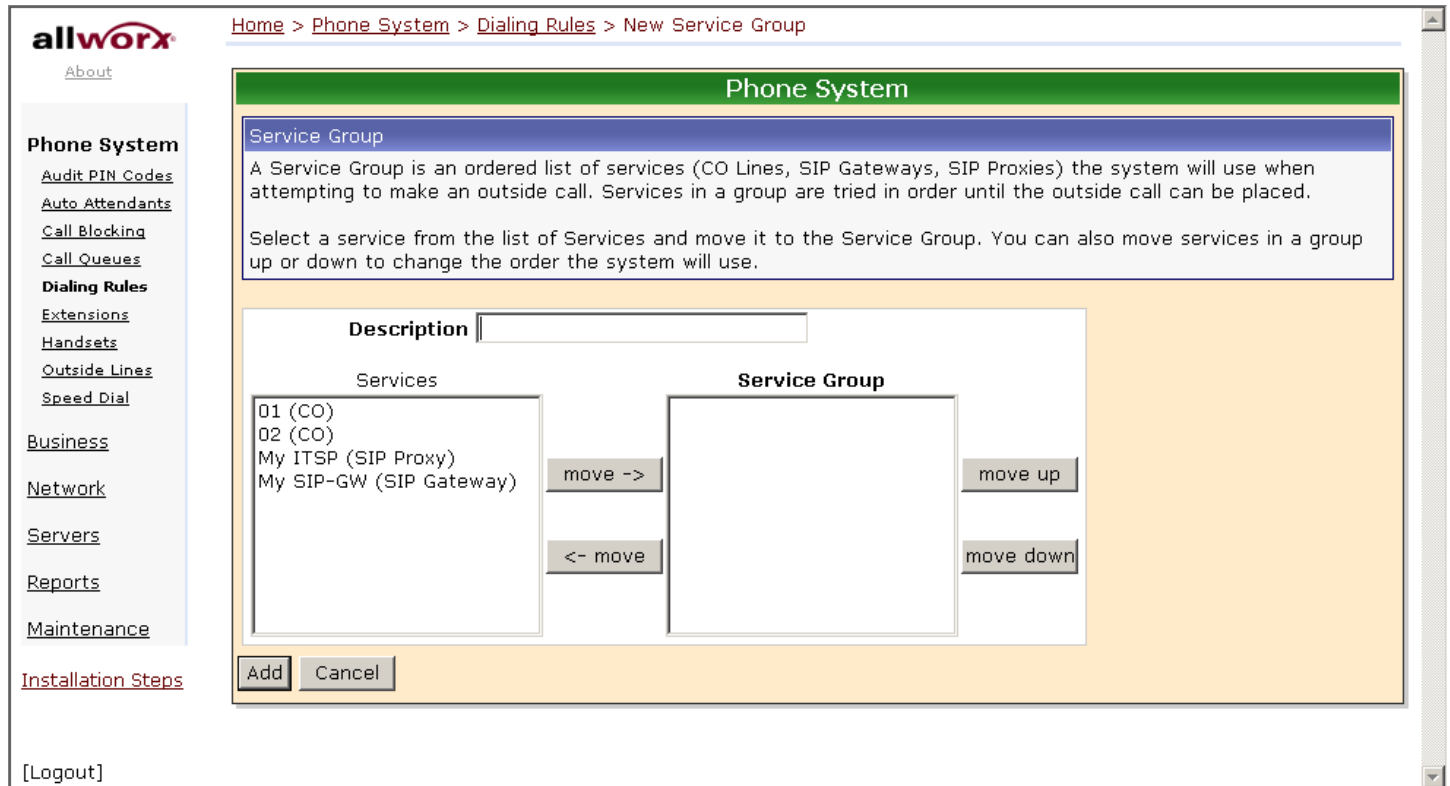 allworx
About
Home > Phone System > Dialing Rules > New Service Group
Phone System
Audit PIN Codes
Auto Attendants
Call Blocking
Call Queues
Dialing Rules
Extensions
Handsets
Outside Lines
Speed Dial
Business
Network
Servers
Reports
Maintenance
Installation Steps
[Logout]
Phone System
Service Group
A Service Group is an ordered list of services (CO Lines, SIP Gateways, SIP Proxies) the system will use when
attempting to make an outside call. Services in a group are tried in order until the outside call can be placed.
Select a service from the list of Services and move it to the Service Group. You can also move services in a group
up or down to change the order the system will use.
Description
Services
Service Group
01 (CO)
02 (CO)
My ITSP (SIP Proxy)
My SIP-GW (SIP Gateway)
move ->
<- move
move up
move down
Add
Cancel